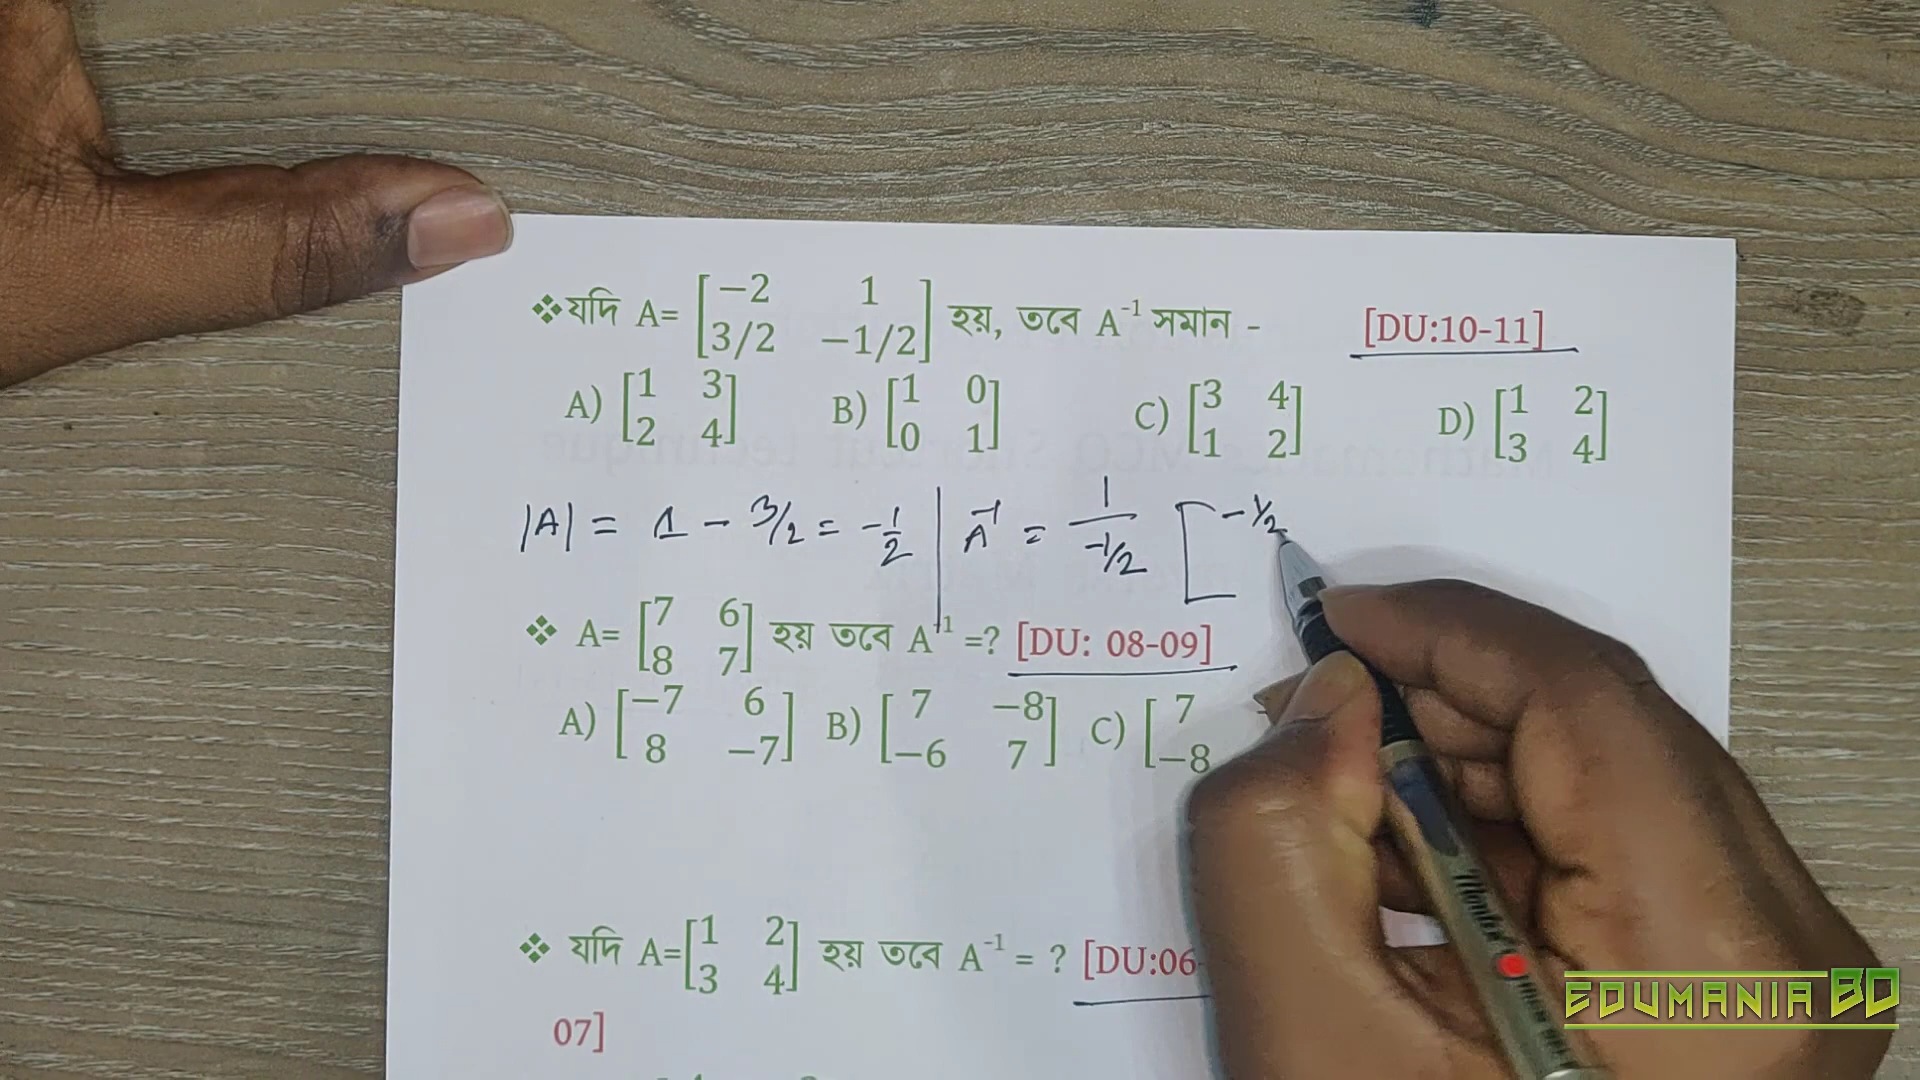 ❖যদি A= [−2 1 3/2 −1/2] হয়, তবে A⁻¹ সমান - [DU:10-11]
A) [1 3 2 4] B) [1 0 0 1] C) [3 4 1 2] D) [1 2 3 4]
|A| = 1 − 3/2 = −1/2 | A⁻¹ = 1/(−1/2) [ −1/2
❖ A= [7 6 8 7] হয় তবে A⁻¹ =? [DU: 08-09]
A) [−7 6 8 −7] B) [7 −8 −6 7] C) [7 −8
❖ যদি A=[1 2 3 4] হয় তবে A⁻¹ = ? [DU:06-
07]
EDUMANIA BD